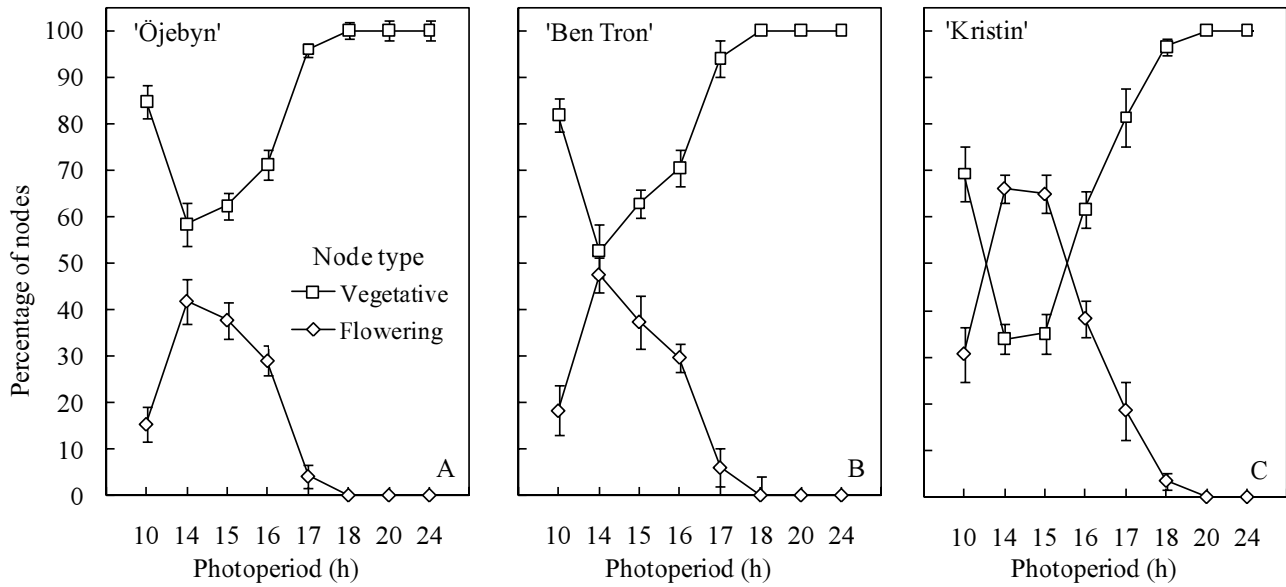 'Öjebyn'
'Ben Tron'
'Kristin'
Percentage of nodes
100
90
80
70
60
50
40
30
20
10
0
Node type
Vegetative
Flowering
A
B
C
10 14 15 16 17 18 20 24
10 14 15 16 17 18 20 24
10 14 15 16 17 18 20 24
Photoperiod (h)
Photoperiod (h)
Photoperiod (h)